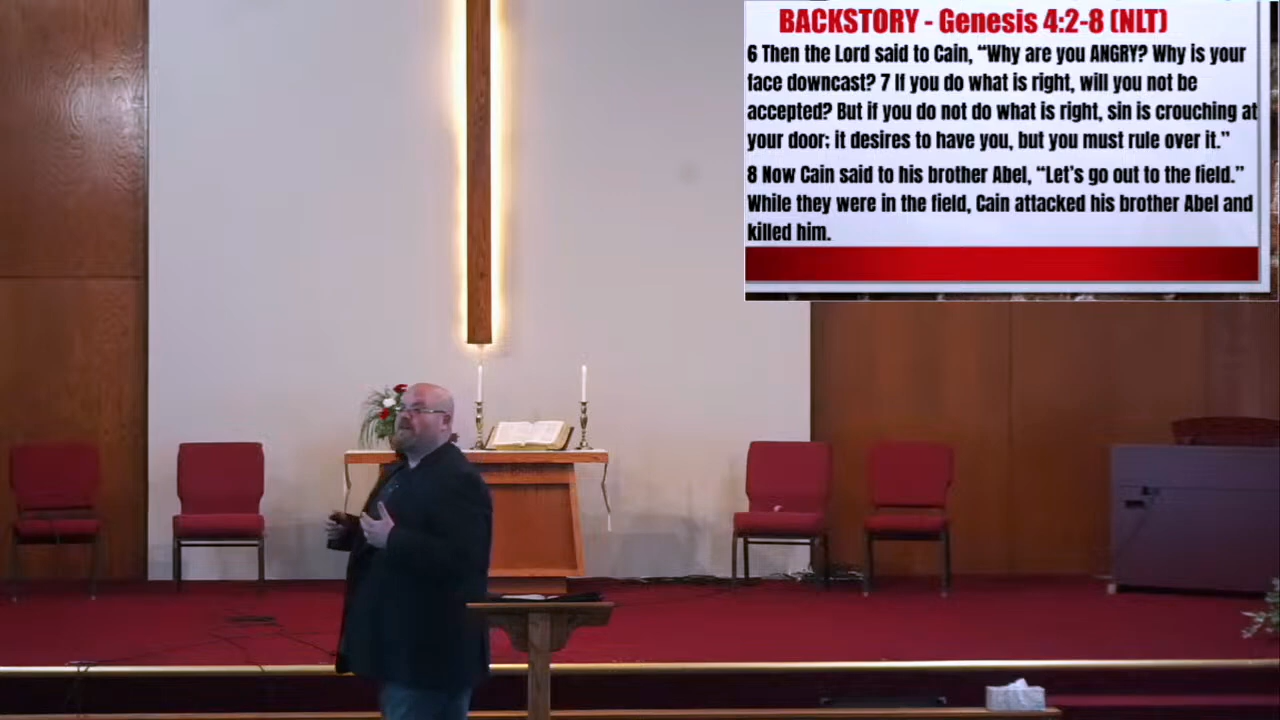 BACKSTORY - Genesis 4:2-8 (NLT)
6 Then the Lord said to Cain, “Why are you ANGRY? Why is your
face downcast? 7 If you do what is right, will you not be
accepted? But if you do not do what is right, sin is crouching at
your door; it desires to have you, but you must rule over it.”
8 Now Cain said to his brother Abel, “Let’s go out to the field.”
While they were in the field, Cain attacked his brother Abel and
killed him.